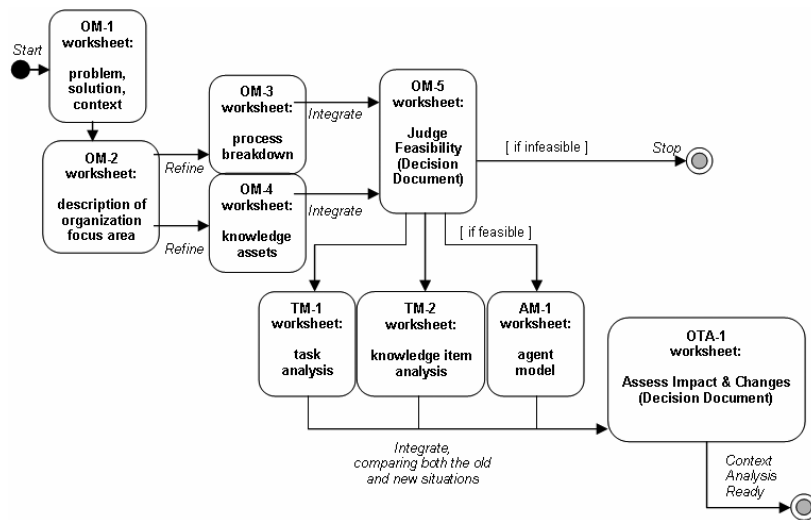 Start
OM-1
worksheet:
problem,
solution,
context
OM-2
worksheet:
description of
organization
focus area
Refine
Refine
OM-3
worksheet:
process
breakdown
OM-4
worksheet:
knowledge
assets
Integrate
Integrate
OM-5
worksheet:
Judge
Feasibility
(Decision
Document)
[ if infeasible ]
Stop
[ if feasible ]
TM-1
worksheet:
task
analysis
TM-2
worksheet:
knowledge item
analysis
AM-1
worksheet:
agent
model
Integrate,
comparing both the old
and new situations
OTA-1
worksheet:
Assess Impact & Changes
(Decision Document)
Context
Analysis
Ready